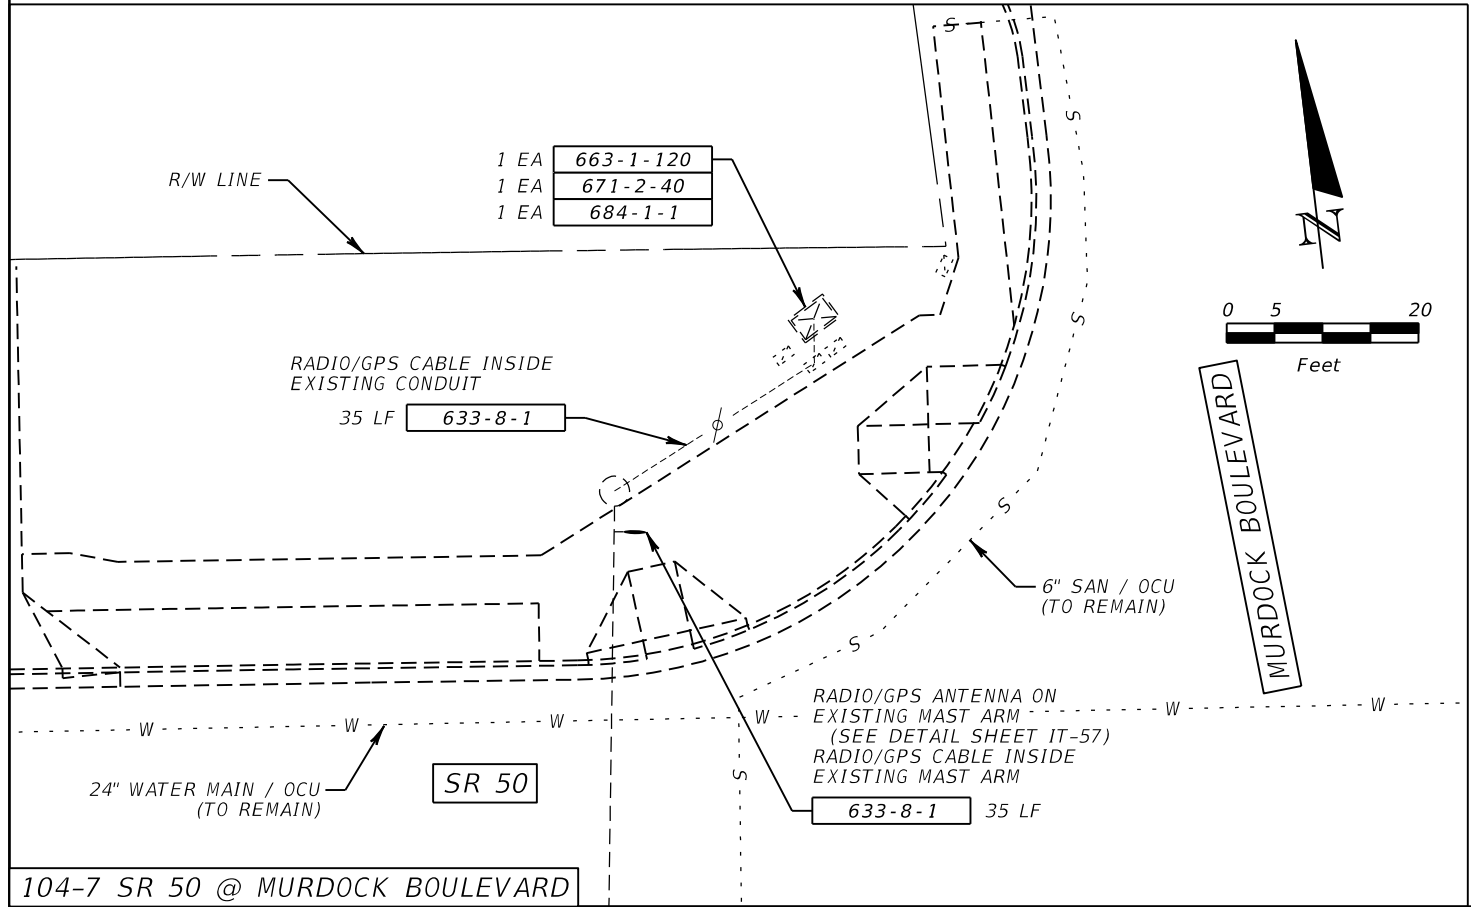 S
S
R/W LINE
1 EA 663-1-120
1 EA 671-2-40
1 EA 684-1-1
N
0 5 20
Feet
S
RADIO/GPS CABLE INSIDE
EXISTING CONDUIT
35 LF 633-8-1
MURDOCK BOULEVARD
S
6" SAN / OCU
(TO REMAIN)
S
RADIO/GPS ANTENNA ON
EXISTING MAST ARM
(SEE DETAIL SHEET IT-57)
RADIO/GPS CABLE INSIDE
EXISTING MAST ARM
633-8-1 35 LF
W W W W W W
S
24" WATER MAIN / OCU
(TO REMAIN)
SR 50
104-7 SR 50 @ MURDOCK BOULEVARD